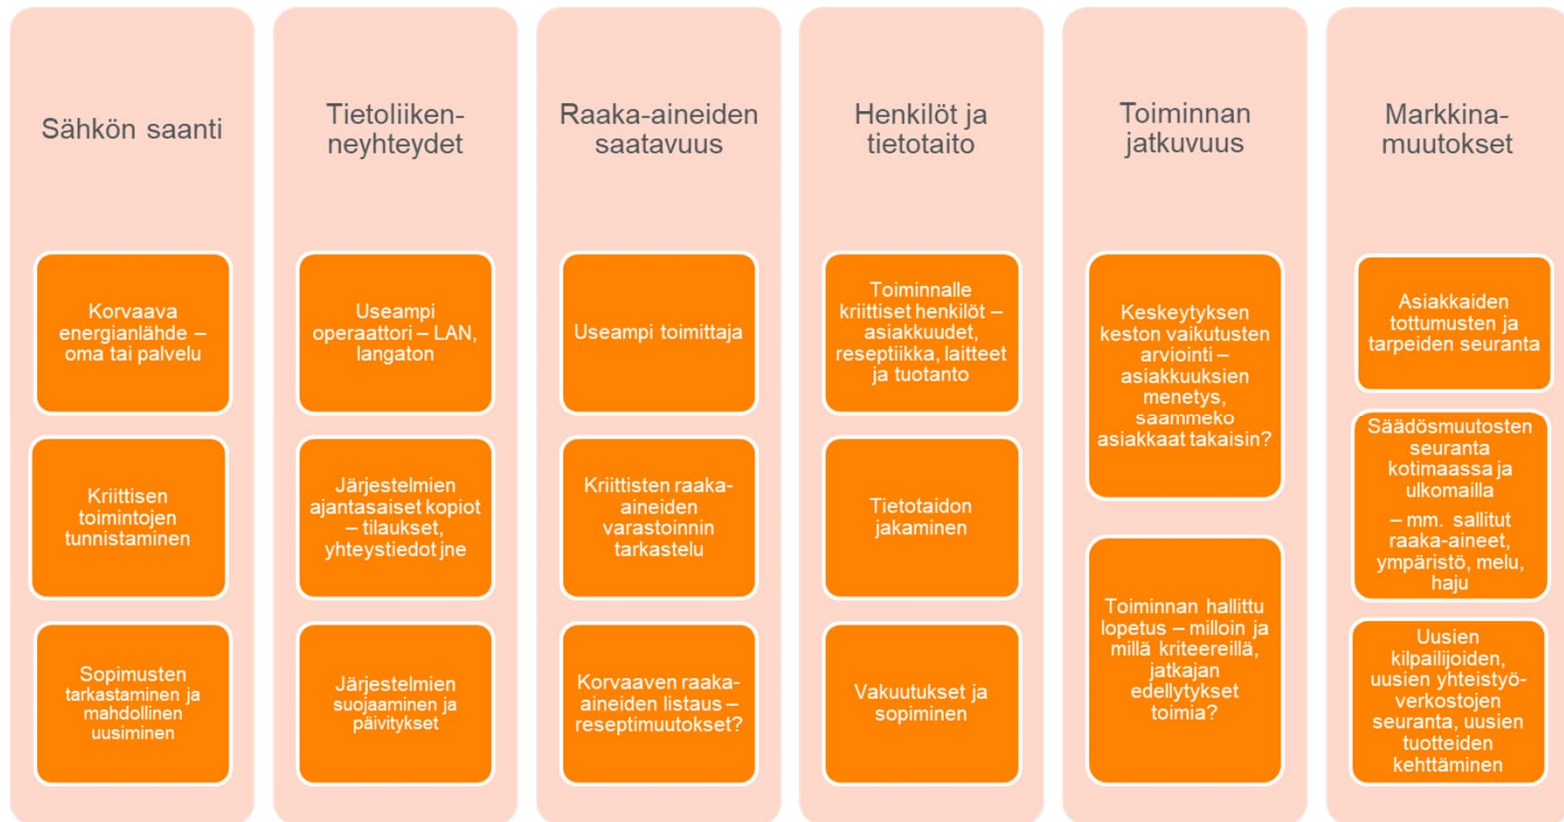 Sähkön saanti
Korvaava
energianlähde –
oma tai palvelu
Kriittisen
toimintojen
tunnistaminen
Sopimusten
tarkastaminen ja
mahdollinen
uusiminen
Tietoliiken-
neyhteydet
Useampi
operaattori – LAN,
langaton
Järjestelmien
ajantasaiset kopiot
– tilaukset,
yhteystiedot jne
Järjestelmien
suojaaminen ja
päivitykset
Raaka-aineiden
saatavuus
Useampi toimittaja
Kriittisten raaka-
aineiden
varastoinnin
tarkastelu
Korvaaven raaka-
aineiden listaus –
reseptimuutokset?
Henkilöt ja
tietotaito
Toiminnalle
kriittiset henkilöt –
asiakkuudet,
reseptiikka, laitteet
ja tuotanto
Tietotaidon
jakaminen
Vakuutukset ja
sopiminen
Toiminnan
jatkuvuus
Keskeytyksen
keston vaikutusten
arviointi –
asiakkuuksien
menetys,
saammeko
asiakkaat takaisin?
Toiminnan hallittu
lopetus – milloin ja
millä kriteereillä,
jatkajan
edellytykset
toimia?
Markkina-
muutokset
Asiakkaiden
tottumusten ja
tarpeiden seuranta
Säädösmuutosten
seuranta
kotimaassa ja
ulkomailla
– mm. sallitut
raaka-aineet,
ympäristö, melu,
haju
Uusien
kilpailijoiden,
uusien yhteistyö-
verkostojen
seuranta, uusien
tuotteiden
kehttäminen